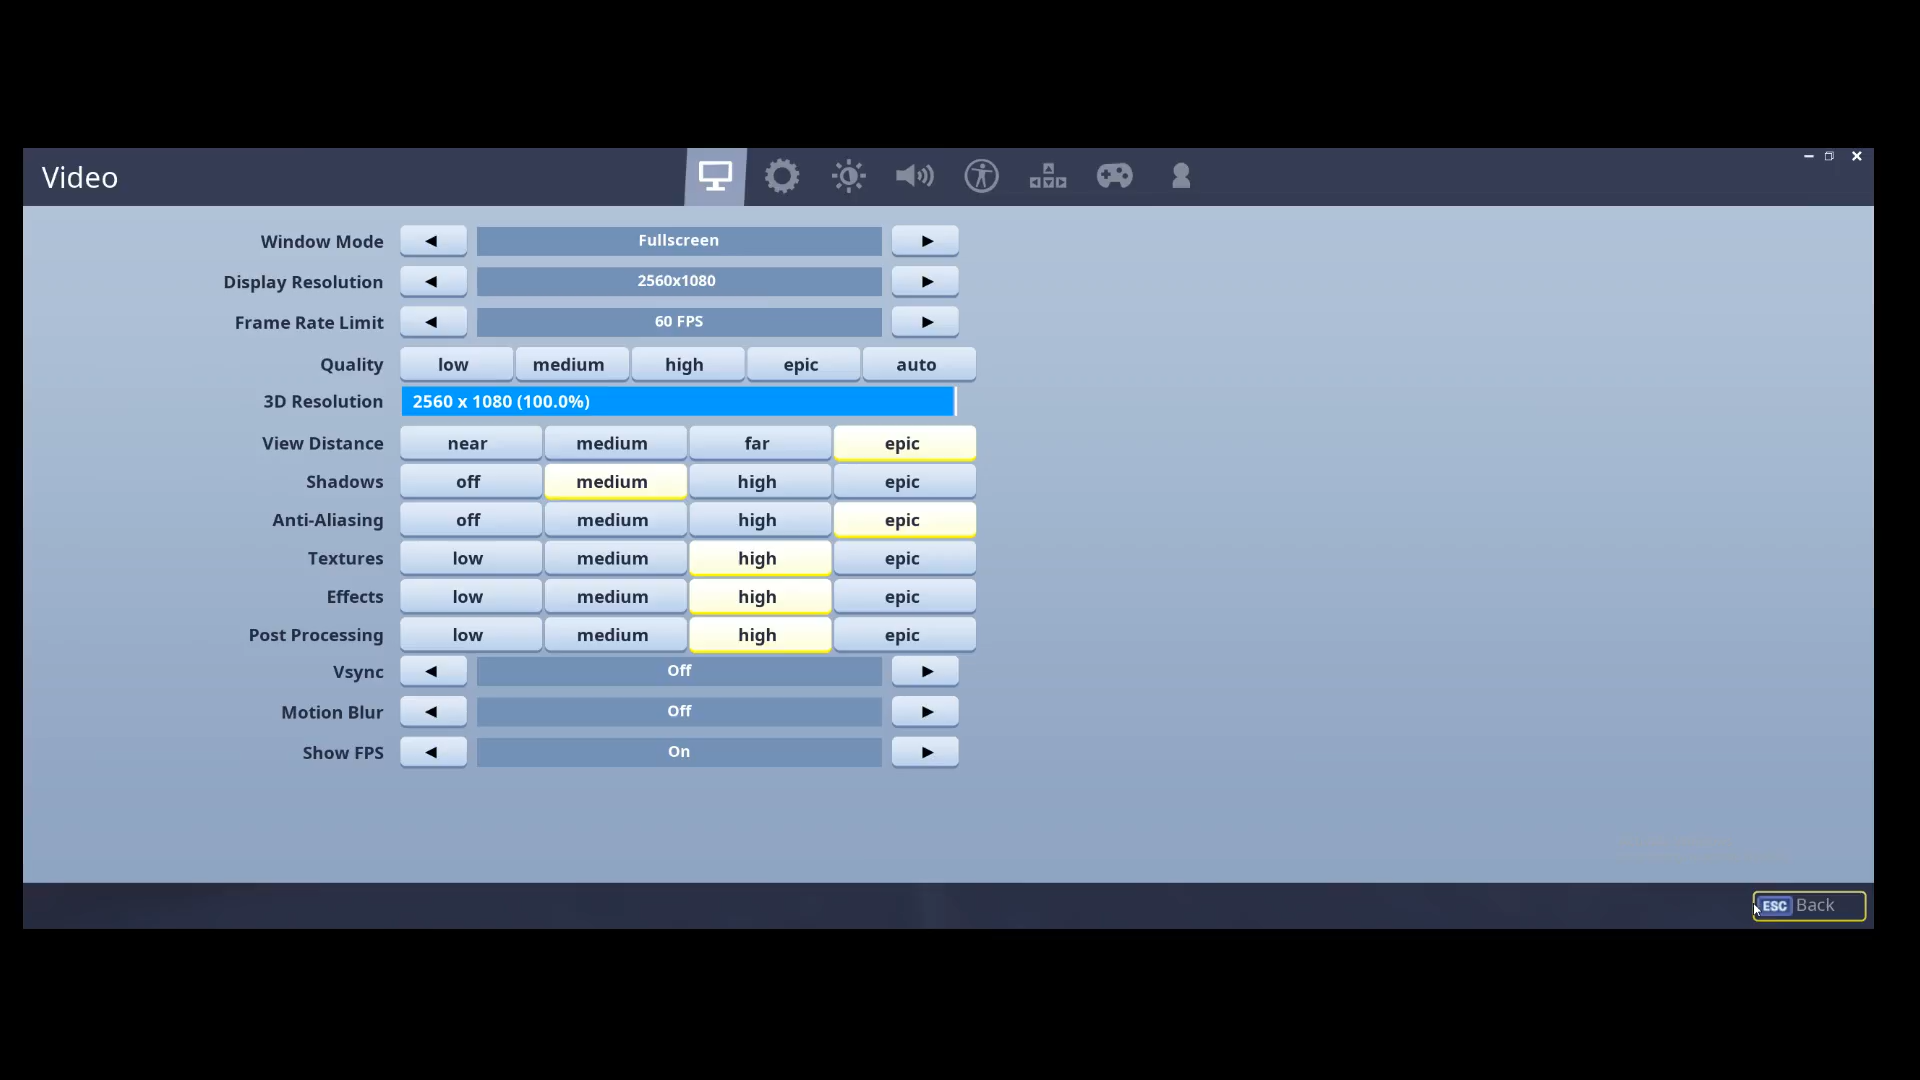 Video
Window Mode Fullscreen
Display Resolution 2560x1080
Frame Rate Limit 60 FPS
Quality low medium high epic auto
3D Resolution 2560 x 1080 (100.0%)
View Distance near medium far epic
Shadows off medium high epic
Anti-Aliasing off medium high epic
Textures low medium high epic
Effects low medium high epic
Post Processing low medium high epic
Vsync Off
Motion Blur Off
Show FPS On
ESC Back